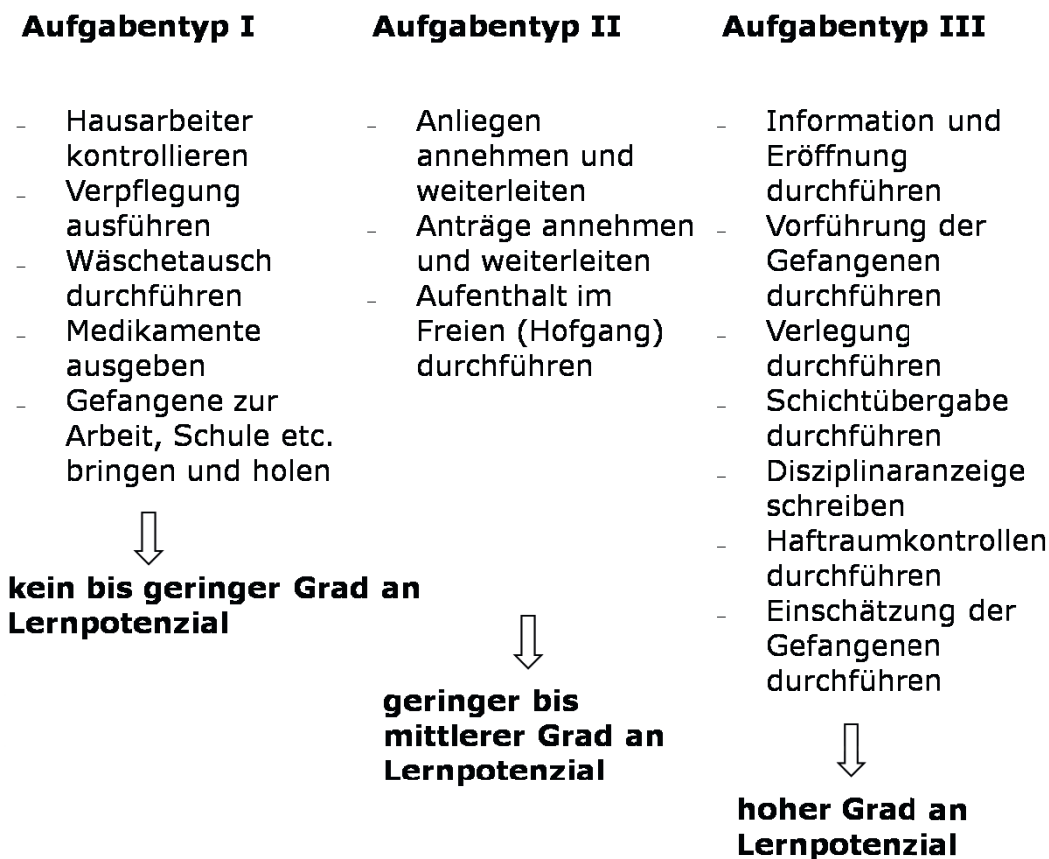 Aufgabentyp I
– Hausarbeiter
kontrollieren
– Verpflegung
ausführen
– Wäschetausch
durchführen
– Medikamente
ausgeben
– Gefangene zur
Arbeit, Schule etc.
bringen und holen
kein bis geringer Grad an
Lernpotenzial
Aufgabentyp II
– Anliegen
annehmen und
weiterleiten
– Anträge annehmen
und weiterleiten
– Aufenthalt im
Freien (Hofgang)
durchführen
geringer bis
mittlerer Grad an
Lernpotenzial
Aufgabentyp III
– Information und
Eröffnung
durchführen
– Vorführung der
Gefangenen
durchführen
– Verlegung
durchführen
– Schichtübergabe
durchführen
– Disziplinaranzeige
schreiben
– Haftraumkontrollen
durchführen
– Einschätzung der
Gefangenen
durchführen
hoher Grad an
Lernpotenzial